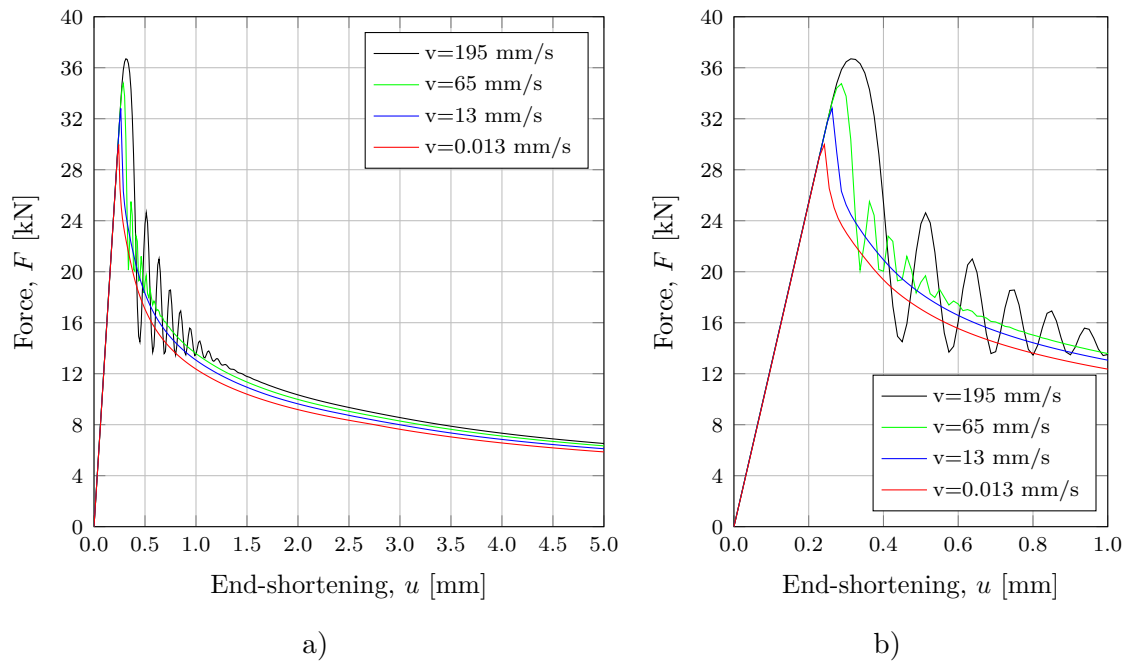 40
36
32
28
24
20
16
12
8
4
0
0.0 0.5 1.0 1.5 2.0 2.5 3.0 3.5 4.0 4.5 5.0
Force, F [kN]
End-shortening, u [mm]
v=195 mm/s
v=65 mm/s
v=13 mm/s
v=0.013 mm/s
a)
40
36
32
28
24
20
16
12
8
4
0
0.0 0.2 0.4 0.6 0.8 1.0
Force, F [kN]
End-shortening, u [mm]
v=195 mm/s
v=65 mm/s
v=13 mm/s
v=0.013 mm/s
b)